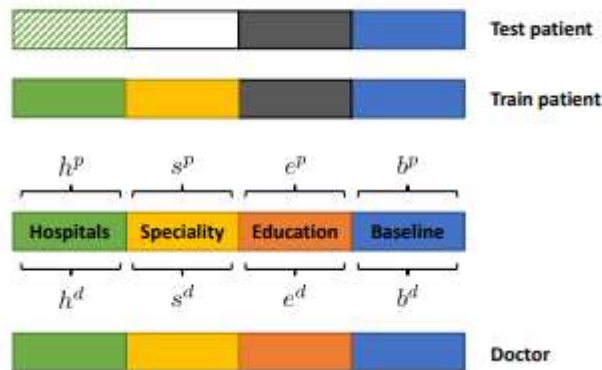 Test patient
Train patient
h^p s^p e^p b^p
Hospitals Speciality Education Baseline
h^d s^d e^d b^d
Doctor